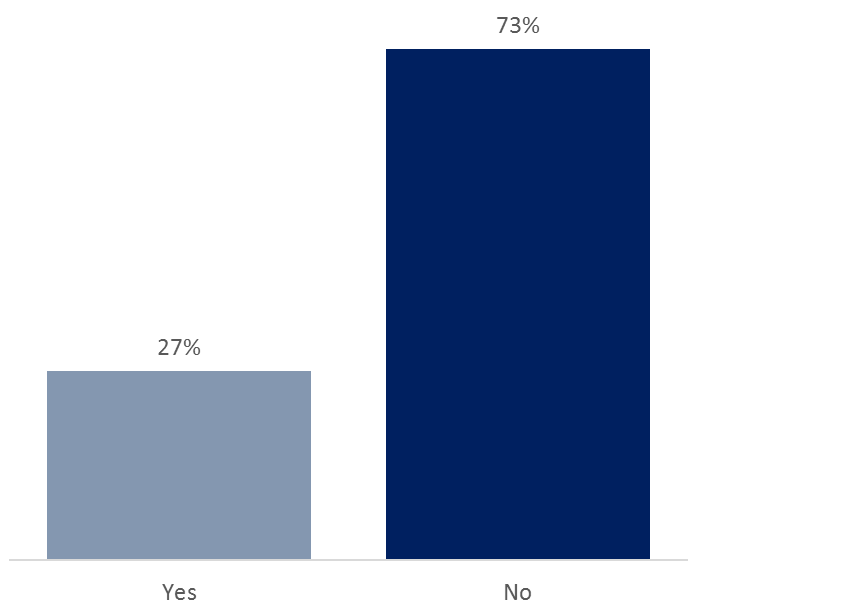 73%
27%
Yes No